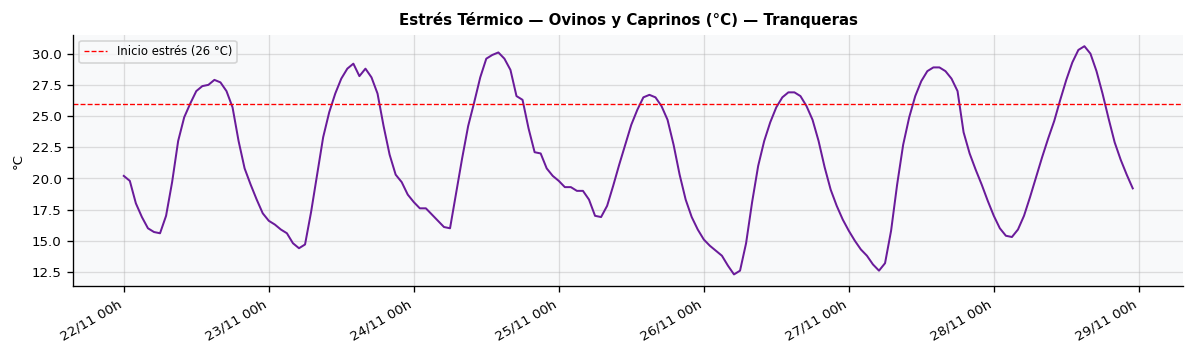 Estrés Térmico — Ovinos y Caprinos (°C) — Tranqueras
Inicio estrés (26 °C)
°C
30.0
27.5
25.0
22.5
20.0
17.5
15.0
12.5
22/11 00h
23/11 00h
24/11 00h
25/11 00h
26/11 00h
27/11 00h
28/11 00h
29/11 00h